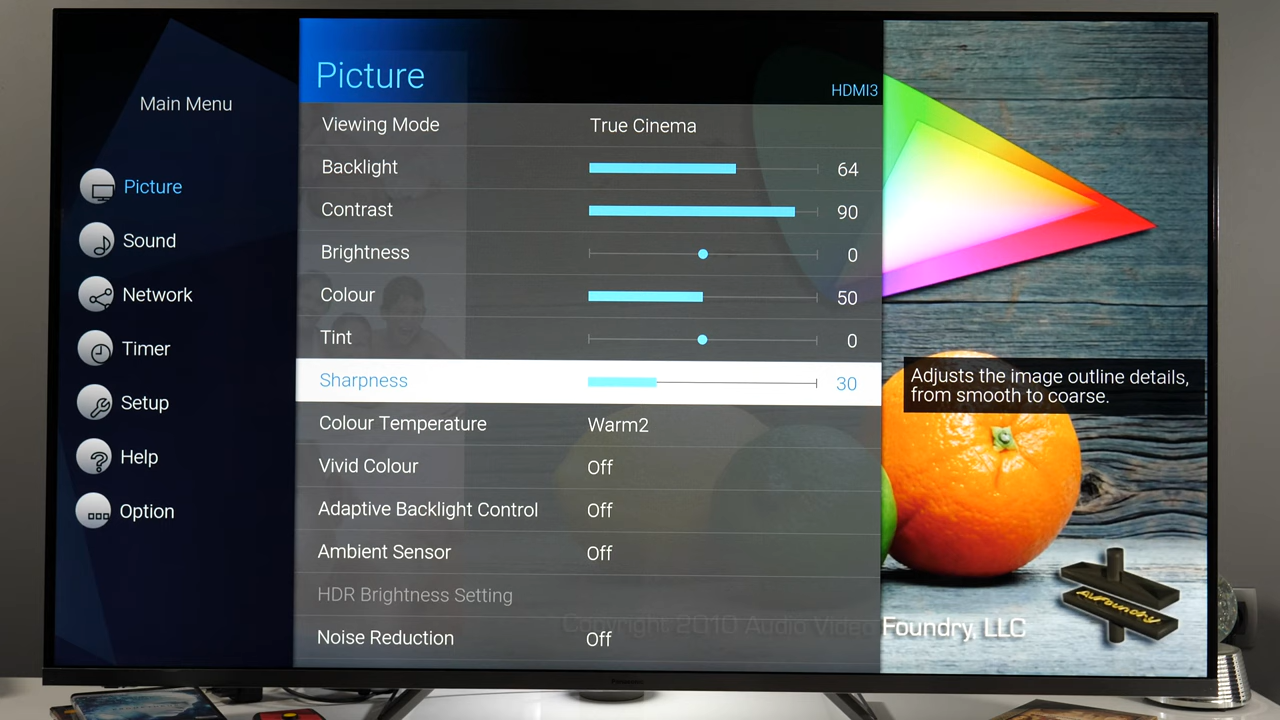 Main Menu
Picture
Sound
Network
Timer
Setup
Help
Option
Picture
HDMI3
Viewing Mode True Cinema
Backlight 64
Contrast 90
Brightness 0
Colour 50
Tint 0
Sharpness 30
Colour Temperature Warm2
Vivid Colour Off
Adaptive Backlight Control Off
Ambient Sensor Off
HDR Brightness Setting
Noise Reduction Off
Adjusts the image outline details,
from smooth to coarse.
AVFoundry
Copyright 2010 Audio Video Foundry, LLC
Panasonic